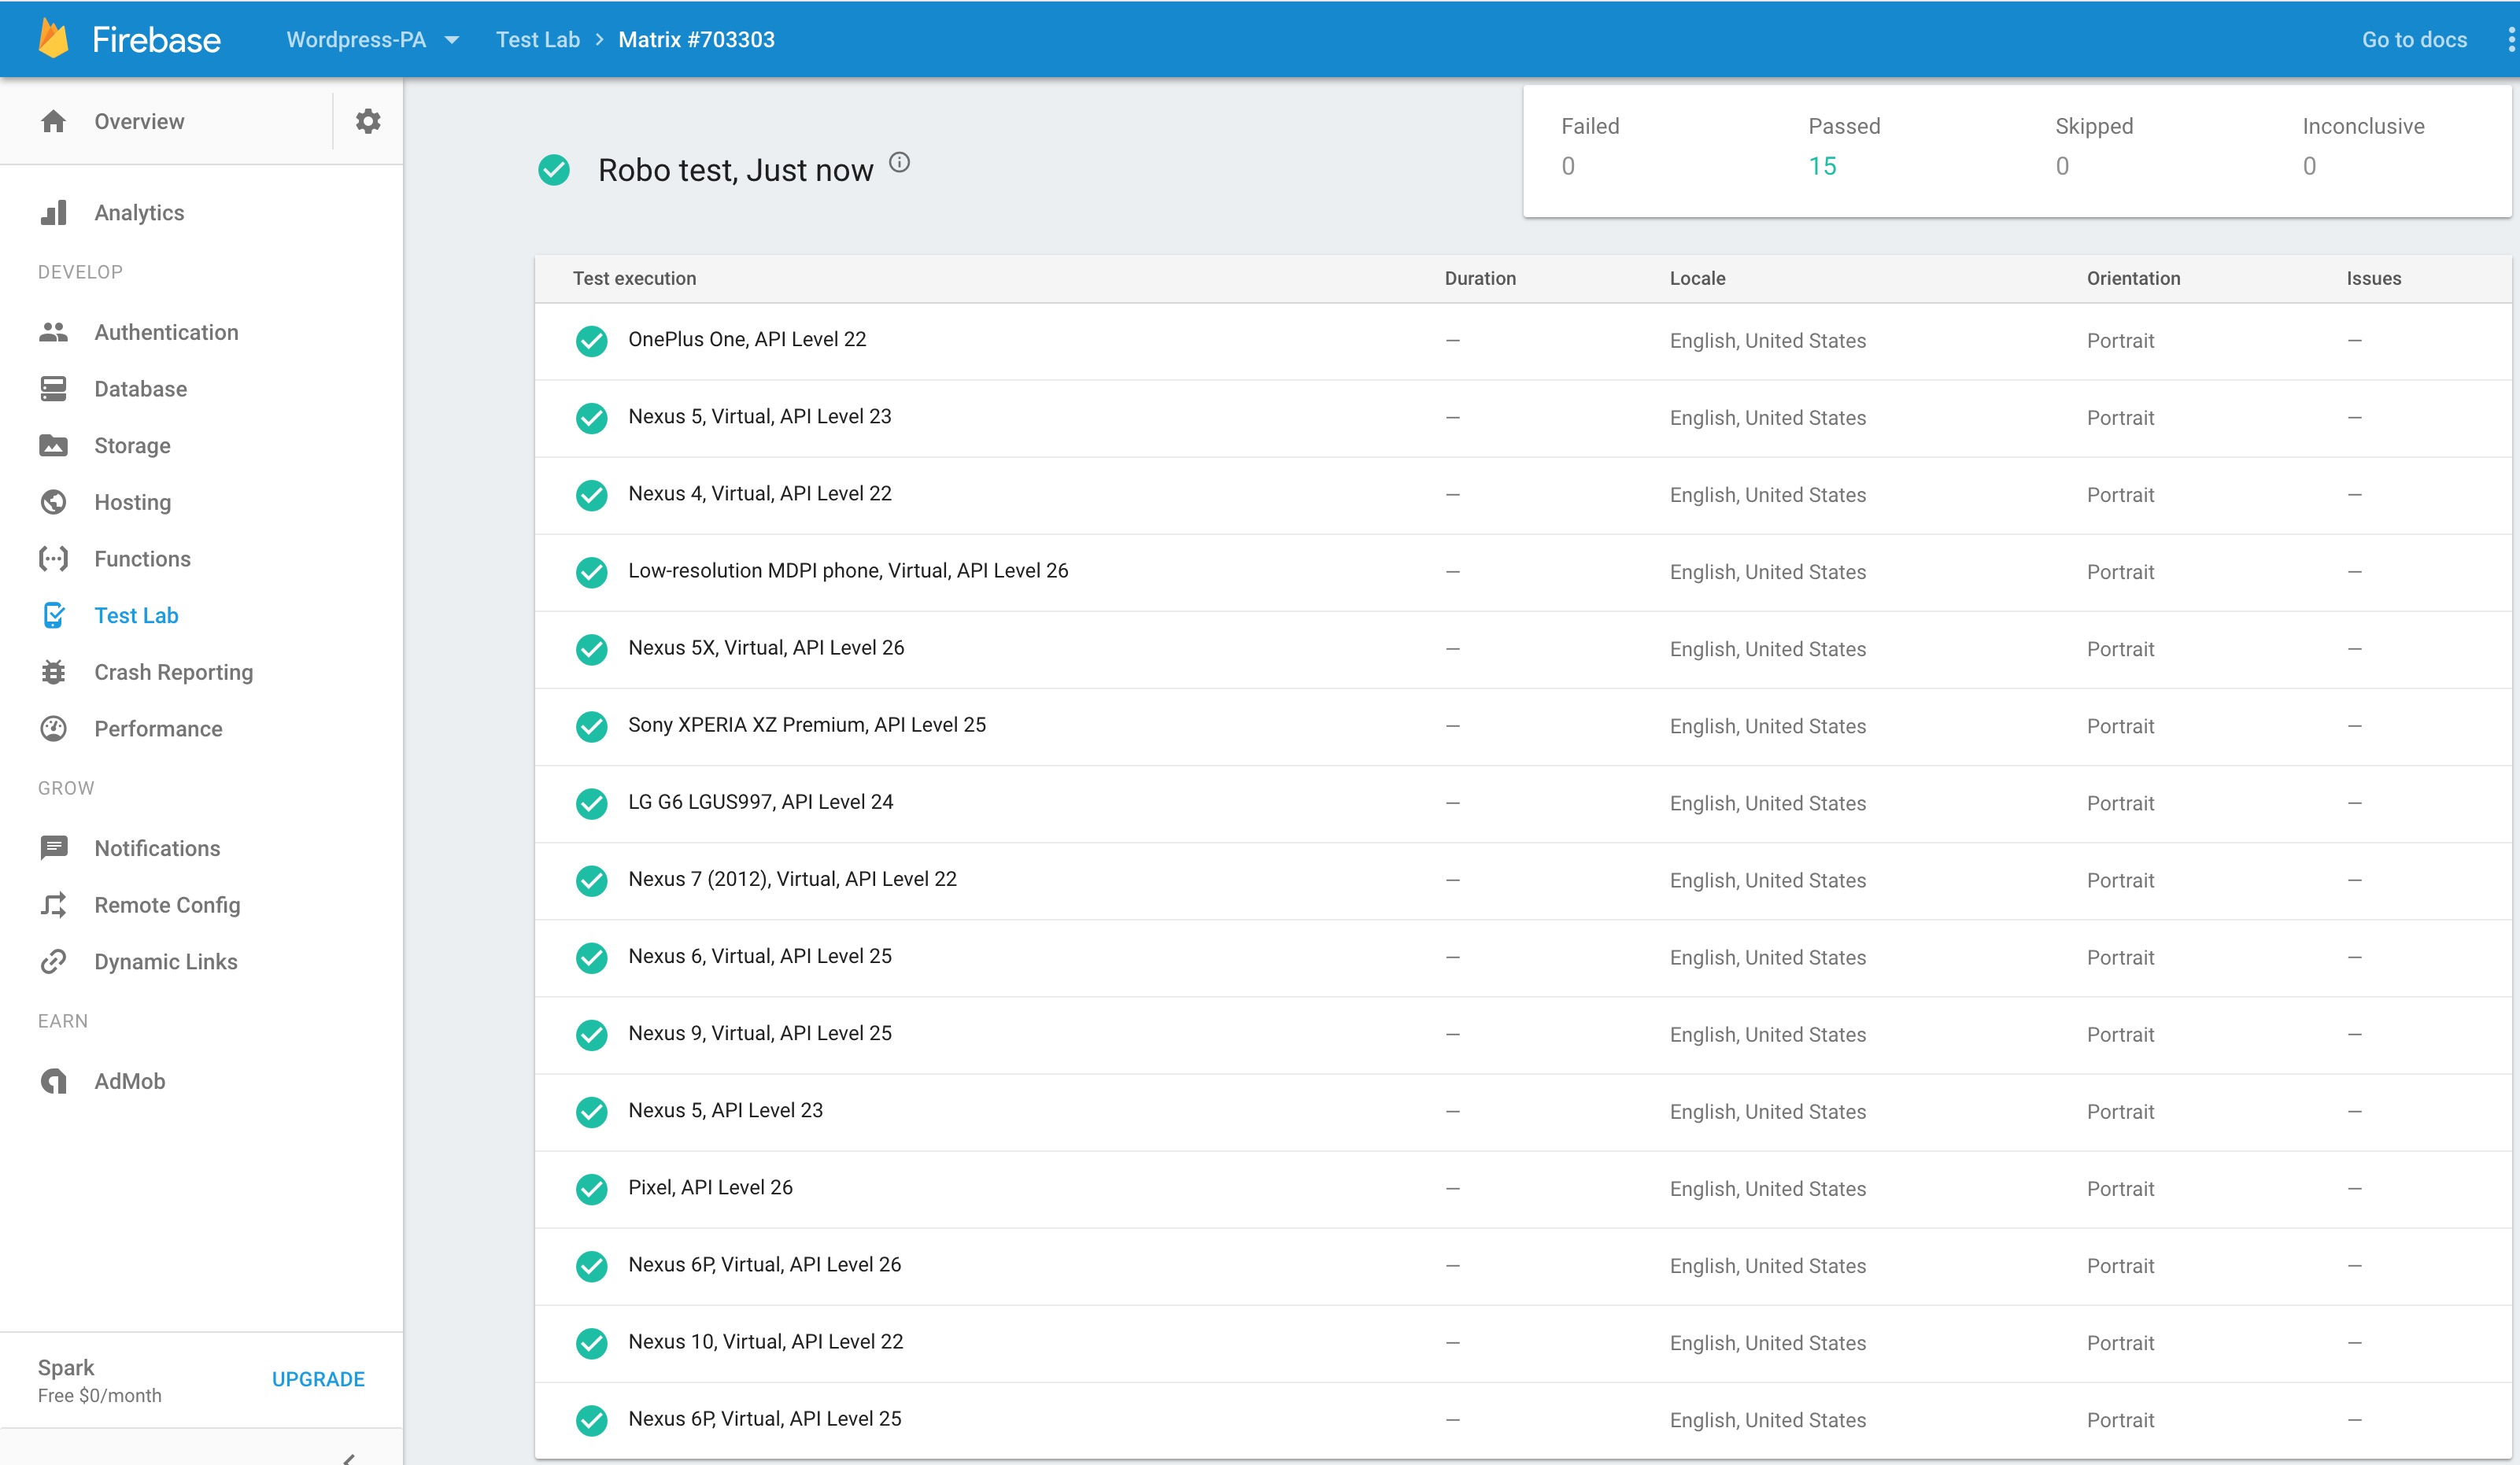 Firebase Wordpress-PA Test Lab > Matrix #703303 Go to docs
Overview
Analytics
DEVELOP
Authentication
Database
Storage
Hosting
Functions
Test Lab
Crash Reporting
Performance
GROW
Notifications
Remote Config
Dynamic Links
EARN
AdMob
Spark
Free $0/month
UPGRADE
Robo test, Just now
Failed Passed Skipped Inconclusive
0 15 0 0
Test execution Duration Locale Orientation Issues
OnePlus One, API Level 22 — English, United States Portrait —
Nexus 5, Virtual, API Level 23 — English, United States Portrait —
Nexus 4, Virtual, API Level 22 — English, United States Portrait —
Low-resolution MDPI phone, Virtual, API Level 26 — English, United States Portrait —
Nexus 5X, Virtual, API Level 26 — English, United States Portrait —
Sony XPERIA XZ Premium, API Level 25 — English, United States Portrait —
LG G6 LGUS997, API Level 24 — English, United States Portrait —
Nexus 7 (2012), Virtual, API Level 22 — English, United States Portrait —
Nexus 6, Virtual, API Level 25 — English, United States Portrait —
Nexus 9, Virtual, API Level 25 — English, United States Portrait —
Nexus 5, API Level 23 — English, United States Portrait —
Pixel, API Level 26 — English, United States Portrait —
Nexus 6P, Virtual, API Level 26 — English, United States Portrait —
Nexus 10, Virtual, API Level 22 — English, United States Portrait —
Nexus 6P, Virtual, API Level 25 — English, United States Portrait —